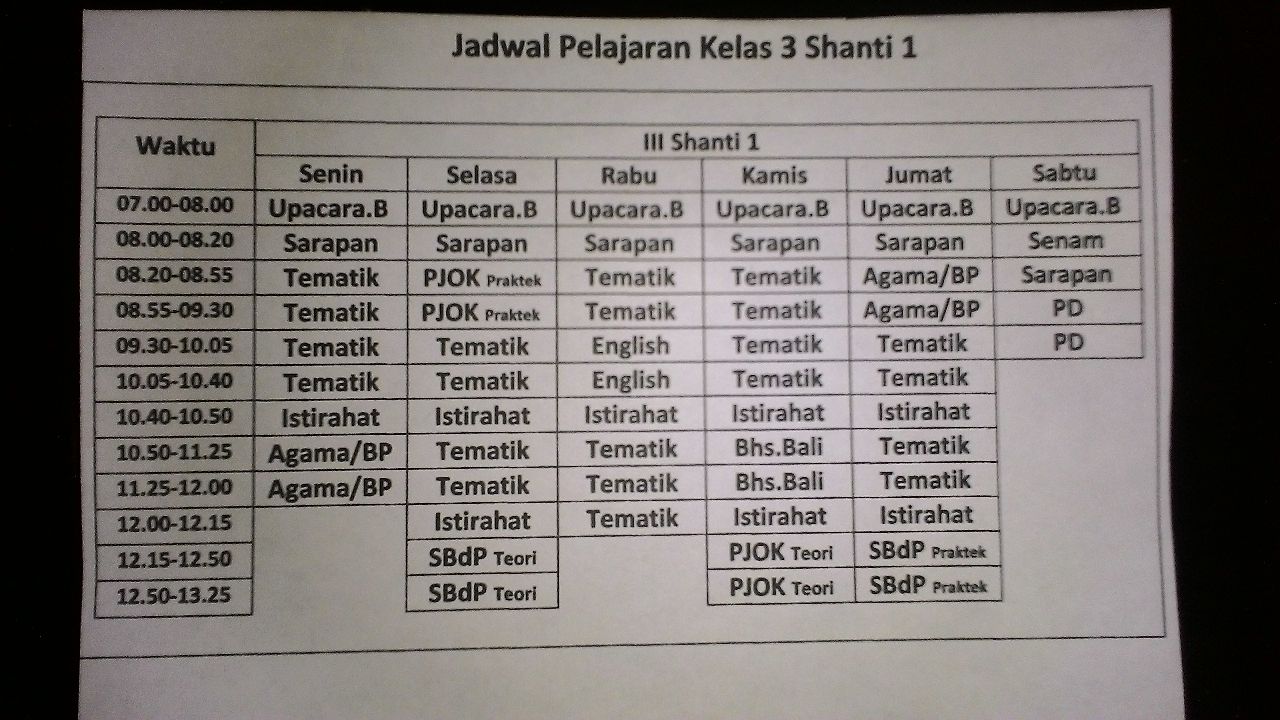 Jadwal Pelajaran Kelas 3 Shanti 1
Waktu III Shanti 1
Senin Selasa Rabu Kamis Jumat Sabtu
07.00-08.00 Upacara.B Upacara.B Upacara.B Upacara.B Upacara.B Upacara.B
08.00-08.20 Sarapan Sarapan Sarapan Sarapan Sarapan Senam
08.20-08.55 Tematik PJOK Praktek Tematik Tematik Agama/BP Sarapan
08.55-09.30 Tematik PJOK Praktek Tematik Tematik Agama/BP PD
09.30-10.05 Tematik Tematik English Tematik Tematik PD
10.05-10.40 Tematik Tematik English Tematik Tematik
10.40-10.50 Istirahat Istirahat Istirahat Istirahat Istirahat
10.50-11.25 Agama/BP Tematik Tematik Bhs.Bali Tematik
11.25-12.00 Agama/BP Tematik Tematik Bhs.Bali Tematik
12.00-12.15 Istirahat Tematik Istirahat Istirahat
12.15-12.50 SBdP Teori PJOK Teori SBdP Praktek
12.50-13.25 SBdP Teori PJOK Teori SBdP Praktek